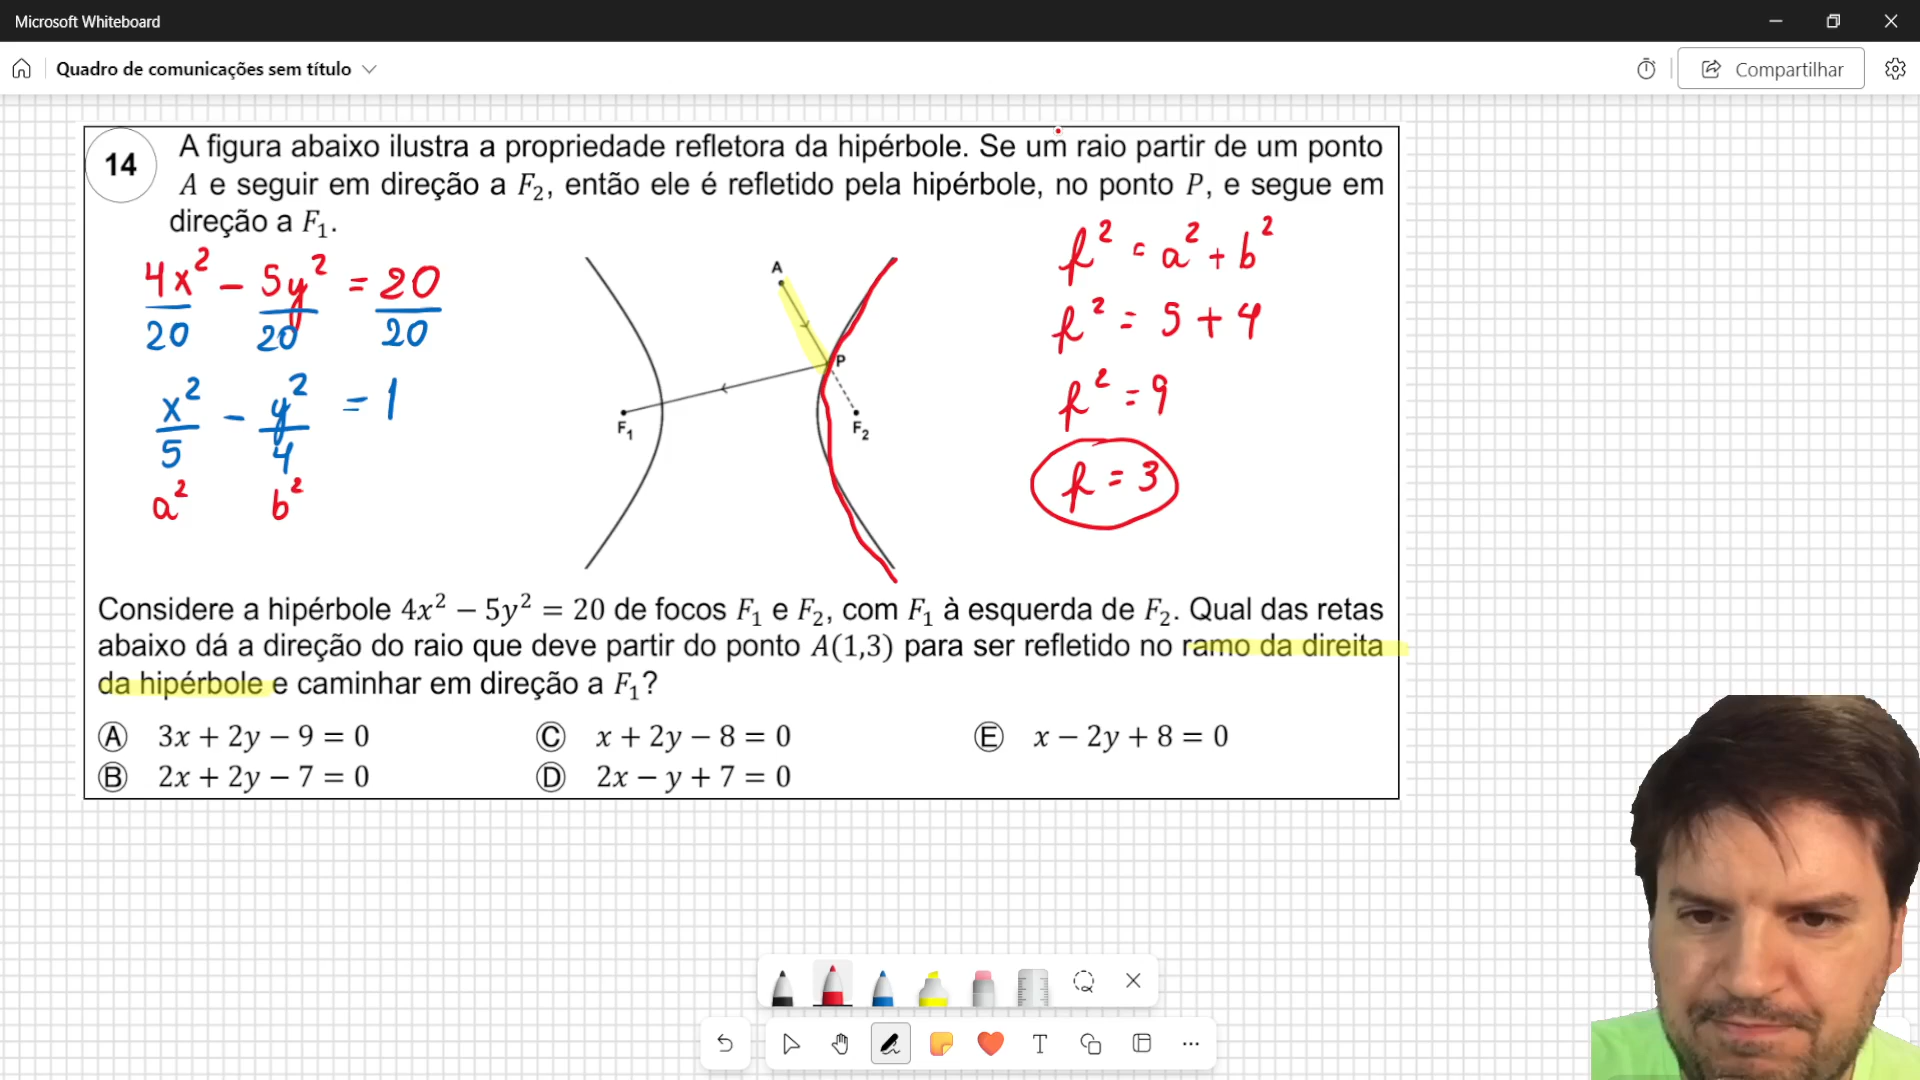 Microsoft Whiteboard
Quadro de comunicações sem título
Compartilhar
14
A figura abaixo ilustra a propriedade refletora da hipérbole. Se um raio partir de um ponto
A e seguir em direção a F₂, então ele é refletido pela hipérbole, no ponto P, e segue em
direção a F₁.
4x²/20 − 5y²/20 = 20/20
x²/5 − y²/4 = 1
a² b²
A
P
F₁
F₂
f² = a² + b²
f² = 5 + 4
f² = 9
f = 3
Considere a hipérbole 4x² − 5y² = 20 de focos F₁ e F₂, com F₁ à esquerda de F₂. Qual das retas
abaixo dá a direção do raio que deve partir do ponto A(1,3) para ser refletido no ramo da direita
da hipérbole e caminhar em direção a F₁?
Ⓐ 3x + 2y − 9 = 0 Ⓒ x + 2y − 8 = 0 Ⓔ x − 2y + 8 = 0
Ⓑ 2x + 2y − 7 = 0 Ⓓ 2x − y + 7 = 0